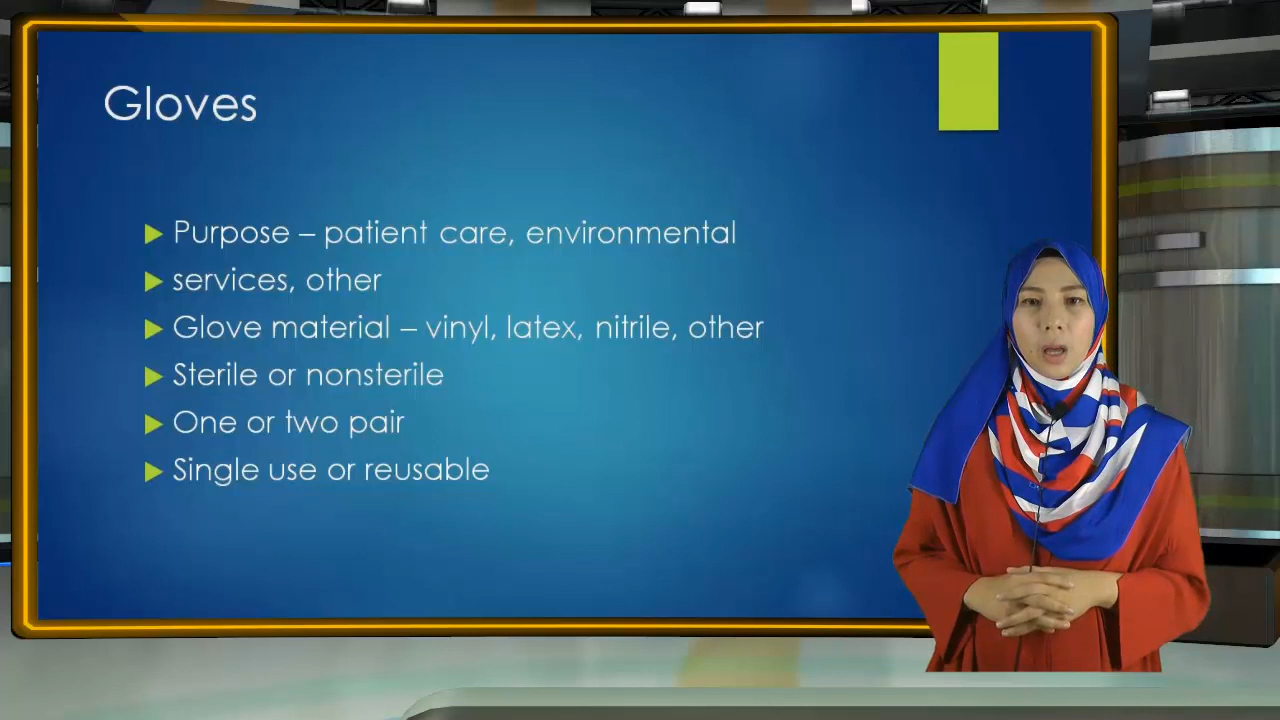 Gloves
Purpose – patient care, environmental
services, other
Glove material – vinyl, latex, nitrile, other
Sterile or nonsterile
One or two pair
Single use or reusable